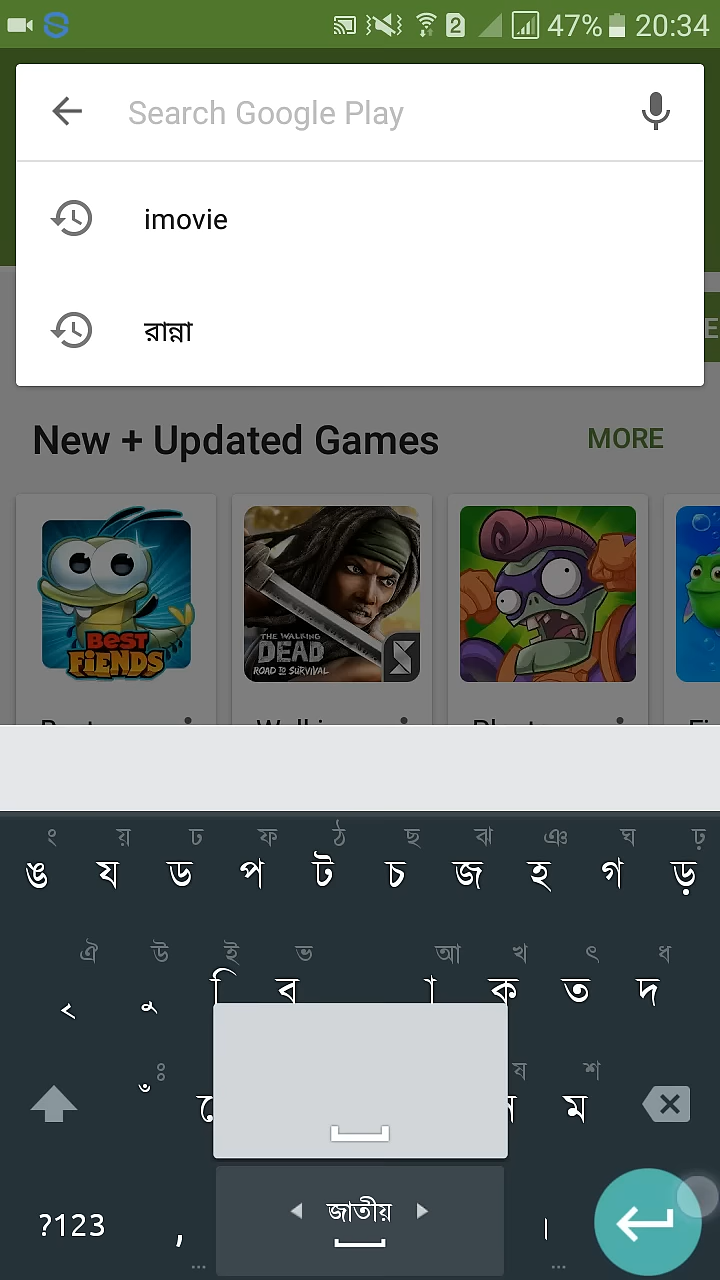 2 47% 20:34
Search Google Play
imovie
রান্না
New + Updated Games
MORE
BEST
FIENDS
THE WALKING
DEAD
ROAD TO SURVIVAL
ং য় ঢ ফ ঠ ছ ঝ ঞ ঘ ঢ়
ঙ য ড প ট চ জ হ গ ড়
ঐ উ ই ভ আ খ ৎ ধ
্ ু ি ব া ক ত দ
ঃ ষ শ
ঁ ম
?123 , জাতীয় ।